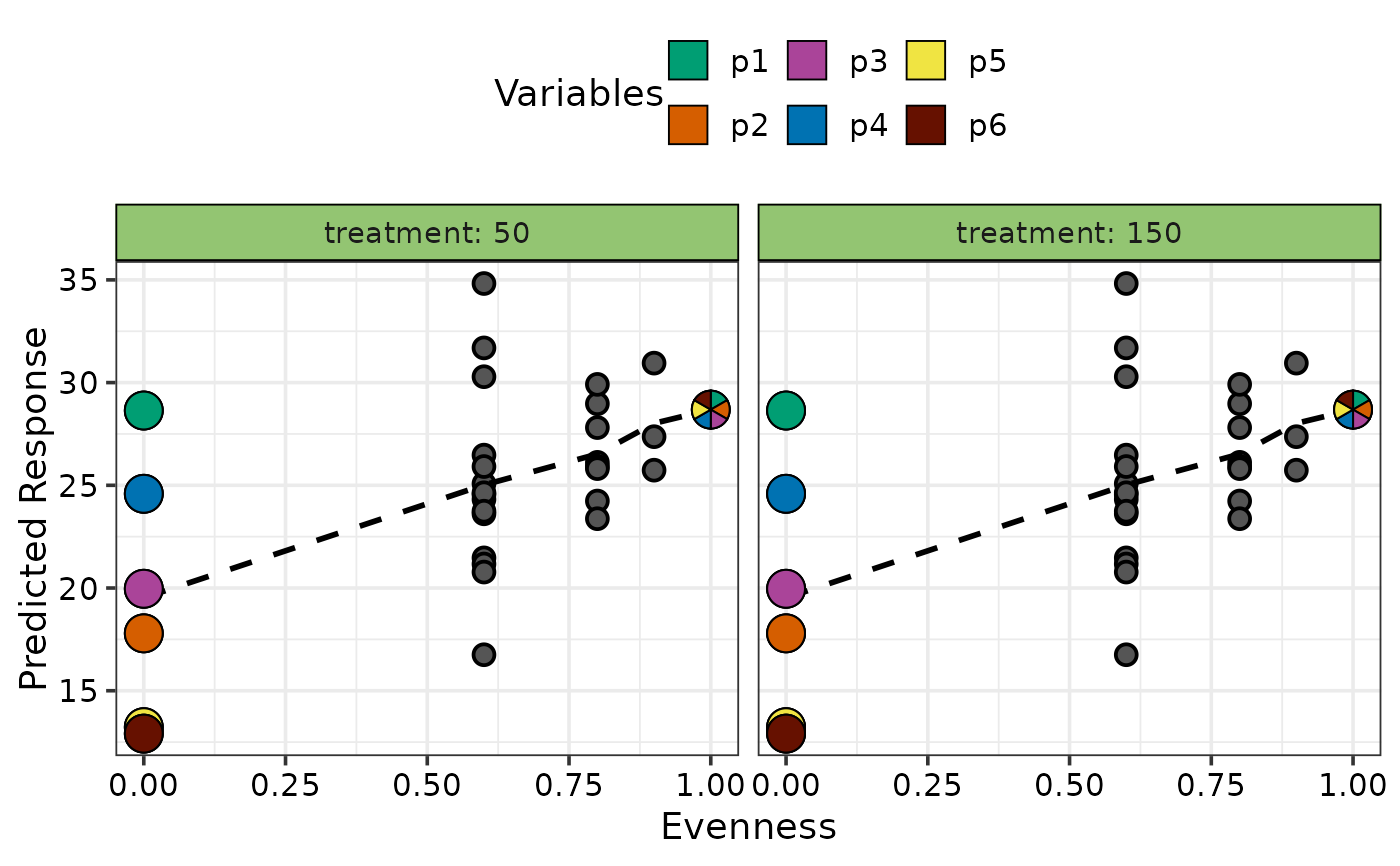 Variables
p1 p3 p5
p2 p4 p6
treatment: 50 treatment: 150
Predicted Response
35
30
25
20
15
0.00 0.25 0.50 0.75 1.00 0.00 0.25 0.50 0.75 1.00
Evenness